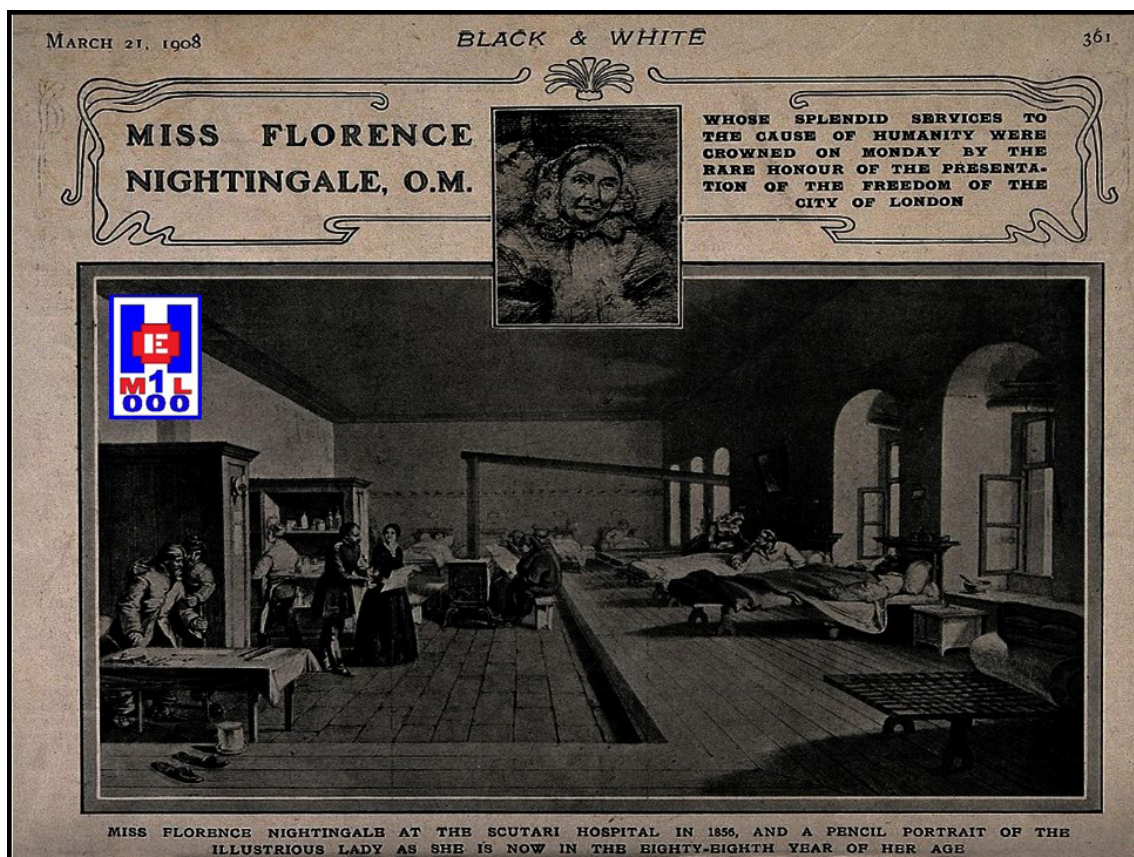 MARCH 21, 1908
BLACK & WHITE
361
MISS FLORENCE
NIGHTINGALE, O.M.
WHOSE SPLENDID SERVICES TO
THE CAUSE OF HUMANITY WERE
CROWNED ON MONDAY BY THE
RARE HONOUR OF THE PRESENTA-
TION OF THE FREEDOM OF THE
CITY OF LONDON
H
E
M1L
000
MISS FLORENCE NIGHTINGALE AT THE SCUTARI HOSPITAL IN 1856, AND A PENCIL PORTRAIT OF THE
ILLUSTRIOUS LADY AS SHE IS NOW IN THE EIGHTY-EIGHTH YEAR OF HER AGE